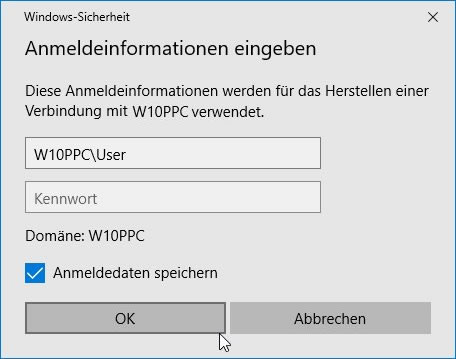 Windows-Sicherheit
Anmeldeinformationen eingeben
Diese Anmeldeinformationen werden für das Herstellen einer
Verbindung mit W10PPC verwendet.
W10PPC\User
Kennwort
Domäne: W10PPC
Anmeldedaten speichern
OK
Abbrechen